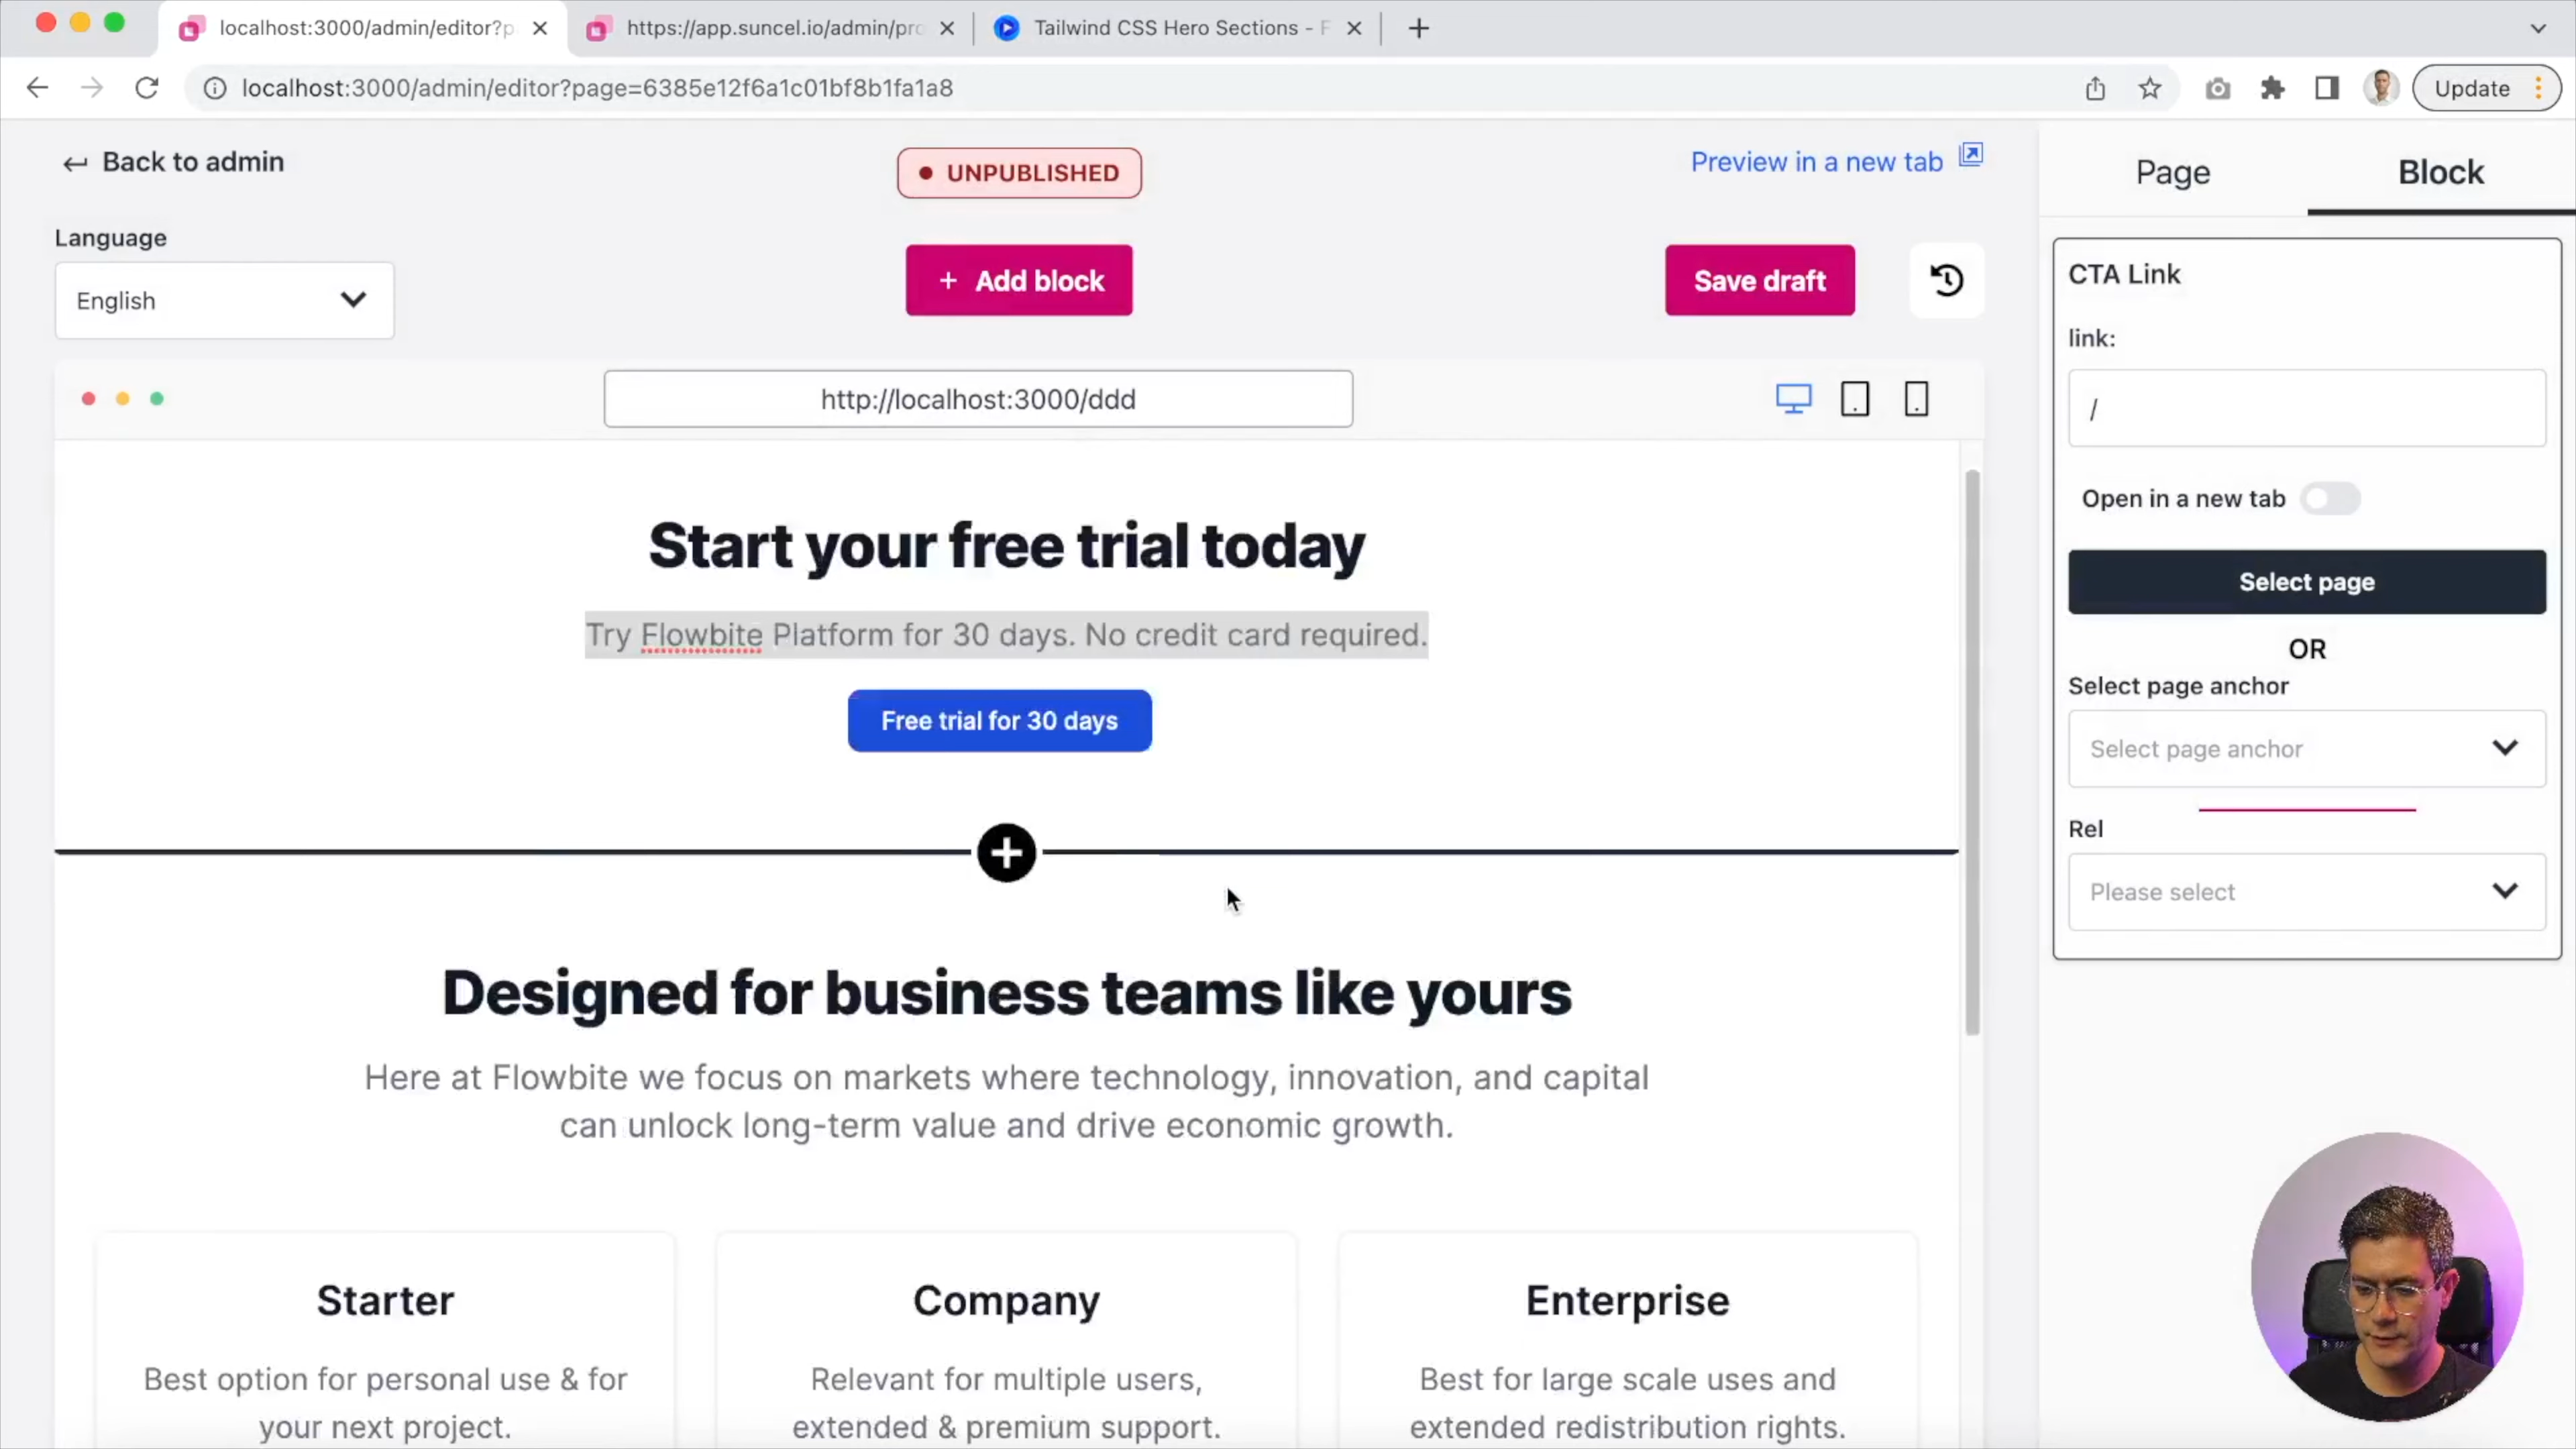 localhost:3000/admin/editor?p
https://app.suncel.io/admin/pro
Tailwind CSS Hero Sections - F
localhost:3000/admin/editor?page=6385e12f6a1c01bf8b1fa1a8
Update
Back to admin
UNPUBLISHED
Preview in a new tab
Page
Block
Language
English
+ Add block
Save draft
CTA Link
link:
/
http://localhost:3000/ddd
Open in a new tab
Select page
OR
Select page anchor
Select page anchor
Rel
Please select
Start your free trial today
Try Flowbite Platform for 30 days. No credit card required.
Free trial for 30 days
Designed for business teams like yours
Here at Flowbite we focus on markets where technology, innovation, and capital
can unlock long-term value and drive economic growth.
Starter
Best option for personal use & for
your next project.
Company
Relevant for multiple users,
extended & premium support.
Enterprise
Best for large scale uses and
extended redistribution rights.